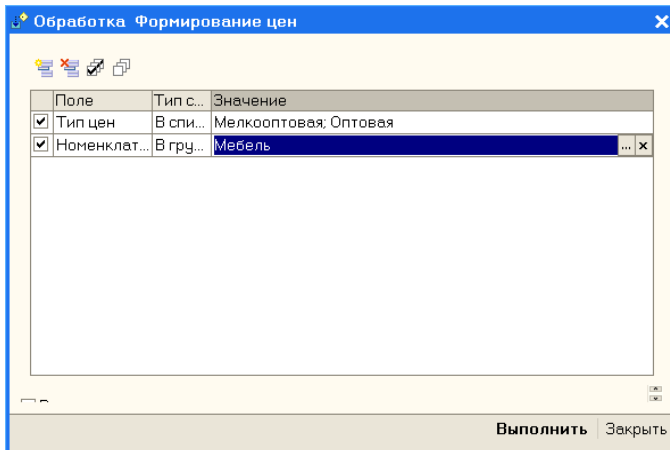 Обработка Формирование цен
Поле Тип с... Значение
Тип цен В спи... Мелкооптовая; Оптовая
Номенклат... В гру... Мебель ... x
Выполнить Закрыть